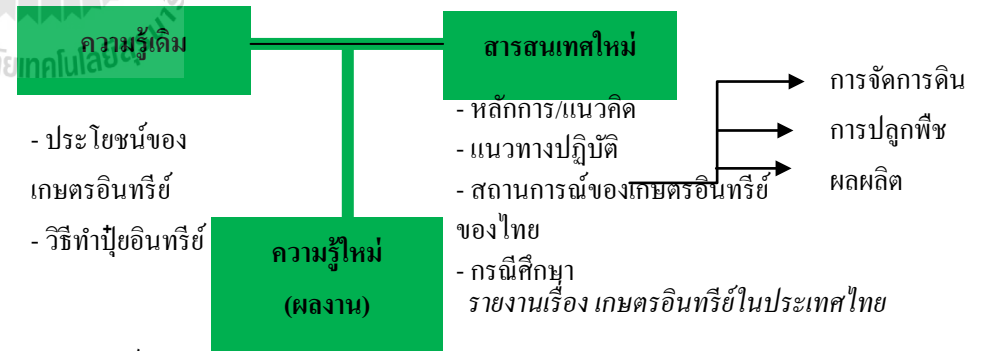 ความรู้เดิม
สารสนเทศใหม่
- ประโยชน์ของ
เกษตรอินทรีย์
- วิธีทำปุ๋ยอินทรีย์
- หลักการ/แนวคิด
- แนวทางปฏิบัติ
- สถานการณ์ของเกษตรอินทรีย์
ของไทย
- กรณีศึกษา
การจัดการดิน
การปลูกพืช
ผลผลิต
ความรู้ใหม่
(ผลงาน)
รายงานเรื่อง เกษตรอินทรีย์ในประเทศไทย